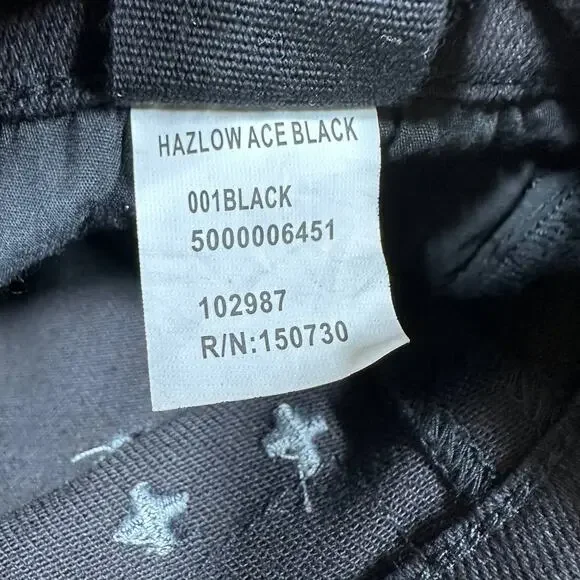 HAZLOW ACE BLACK
001BLACK
5000006451
102987
R/N:150730